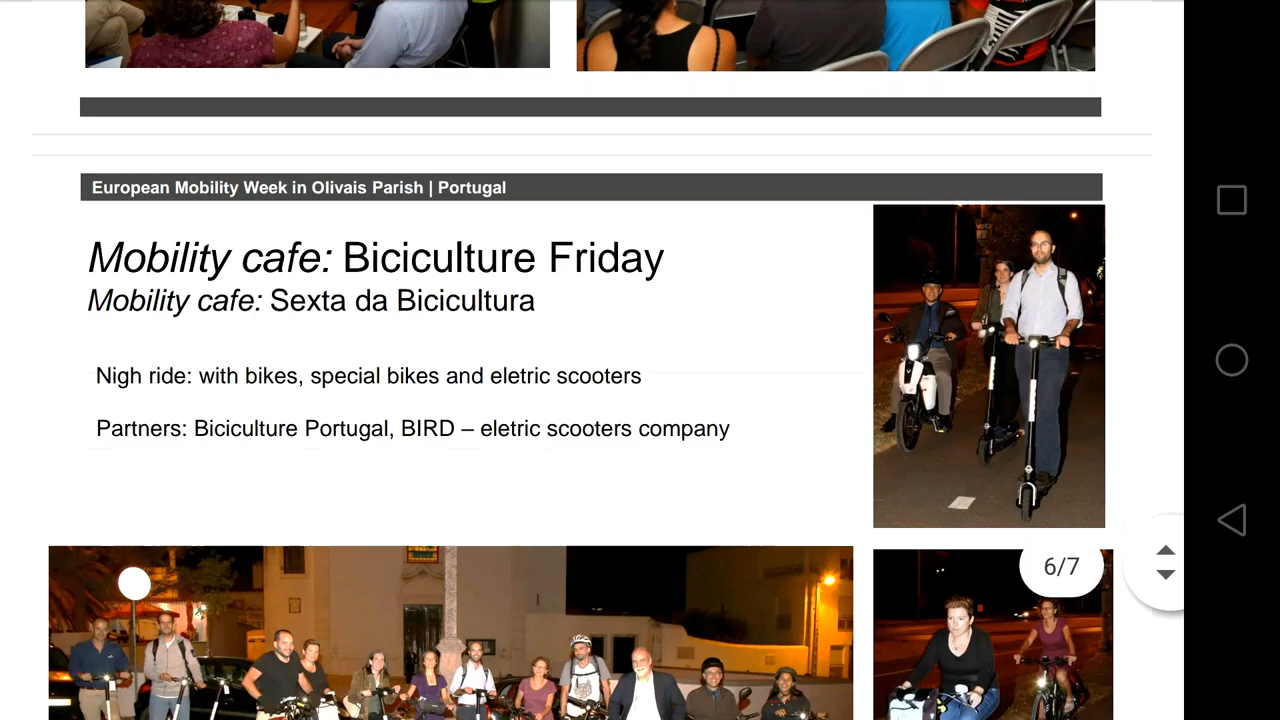 European Mobility Week in Olivais Parish | Portugal
Mobility cafe: Biciculture Friday
Mobility cafe: Sexta da Bicicultura
Nigh ride: with bikes, special bikes and eletric scooters
Partners: Biciculture Portugal, BIRD – eletric scooters company
6/7